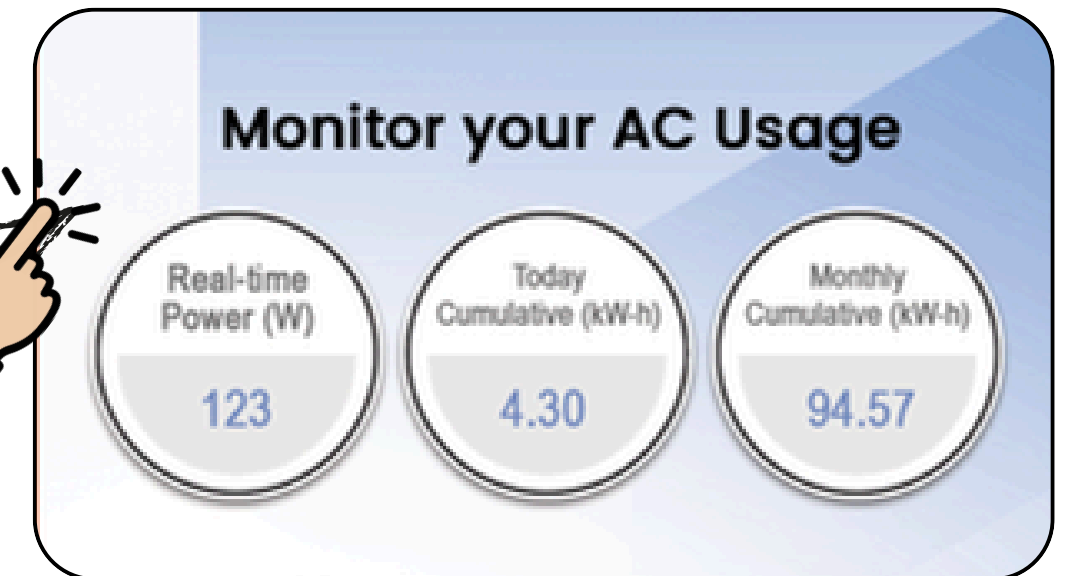 Monitor your AC Usage
Real-time
Power (W)
123
Today
Cumulative (kW-h)
4.30
Monthly
Cumulative (kW-h)
94.57